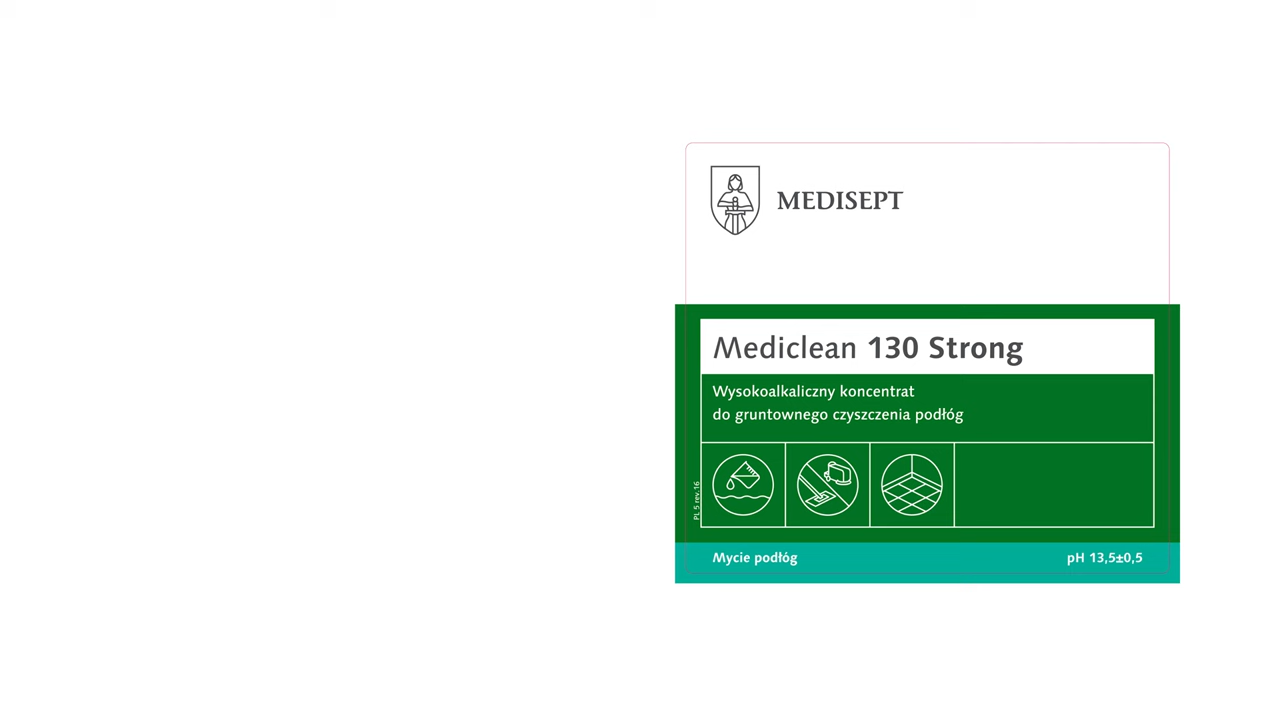 MEDISEPT
Mediclean 130 Strong
Wysokoalkaliczny koncentrat
do gruntownego czyszczenia podłóg
PL 5 rev.16
Mycie podłóg
pH 13,5±0,5